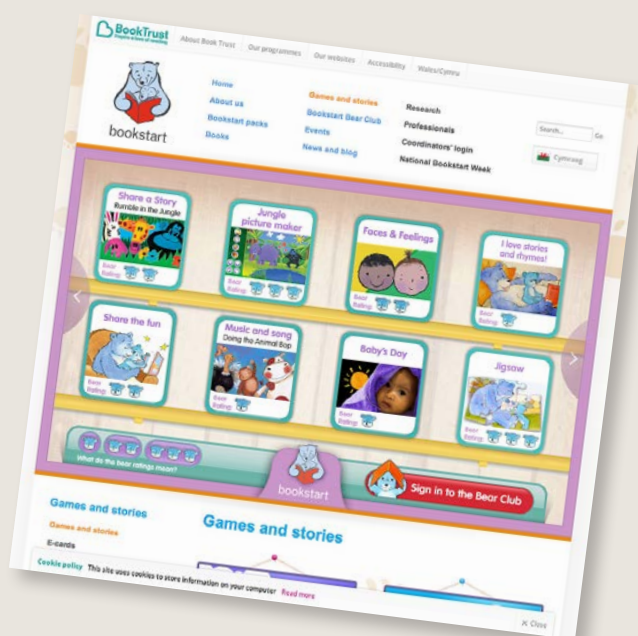 BookTrust
About Book Trust
Our programmes
Our websites
Accessibility
Wales/Cymru
bookstart
Home
About us
Bookstart packs
Books
Games and stories
Bookstart Bear Club
Events
News and blog
Research
Professionals
Coordinators' login
National Bookstart Week
Search...
Go
Cymraeg
Share a Story
Rumble in the Jungle
Bear
Rating:
Jungle
picture maker
Bear
Rating:
Faces & Feelings
Bear
Rating:
I love stories
and rhymes!
Bear
Rating:
Share the fun
Bear
Rating:
Music and song
Doing the Animal Bop
Bear
Rating:
Baby's Day
Bear
Rating:
Jigsaw
Bear
Rating:
What do the bear ratings mean?
bookstart
Sign in to the Bear Club
Games and stories
Games and stories
E-cards
Games and stories
Cookie policy This site uses cookies to store information on your computer Read more
X Close